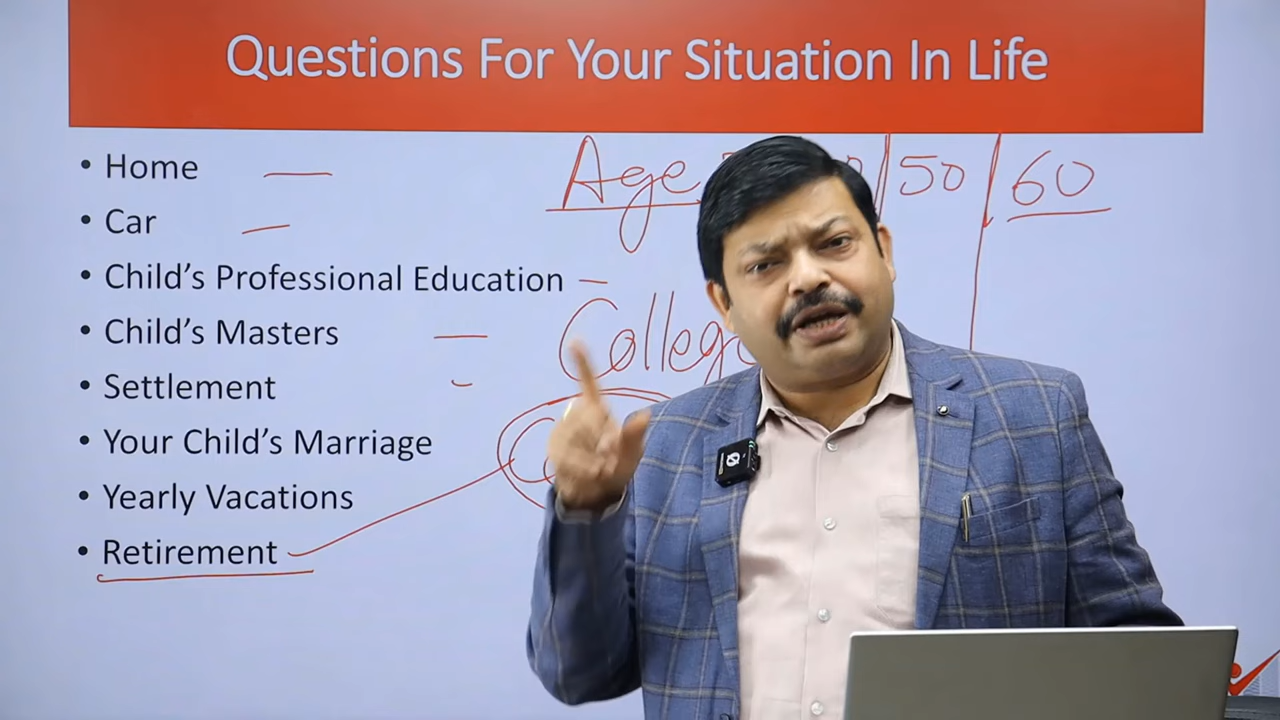 Questions For Your Situation In Life
• Home
• Car
• Child's Professional Education
• Child's Masters
• Settlement
• Your Child's Marriage
• Yearly Vacations
• Retirement
Age 50 60